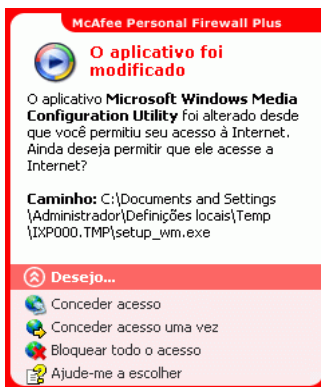 McAfee Personal Firewall Plus
O aplicativo foi
modificado
O aplicativo Microsoft Windows Media
Configuration Utility foi alterado desde
que você permitiu seu acesso à Internet.
Ainda deseja permitir que ele acesse a
Internet?
Caminho: C:\Documents and Settings
\Administrador\Definições locais\Temp
\IXP000.TMP\setup_wm.exe
Desejo...
Conceder acesso
Conceder acesso uma vez
Bloquear todo o acesso
Ajude-me a escolher